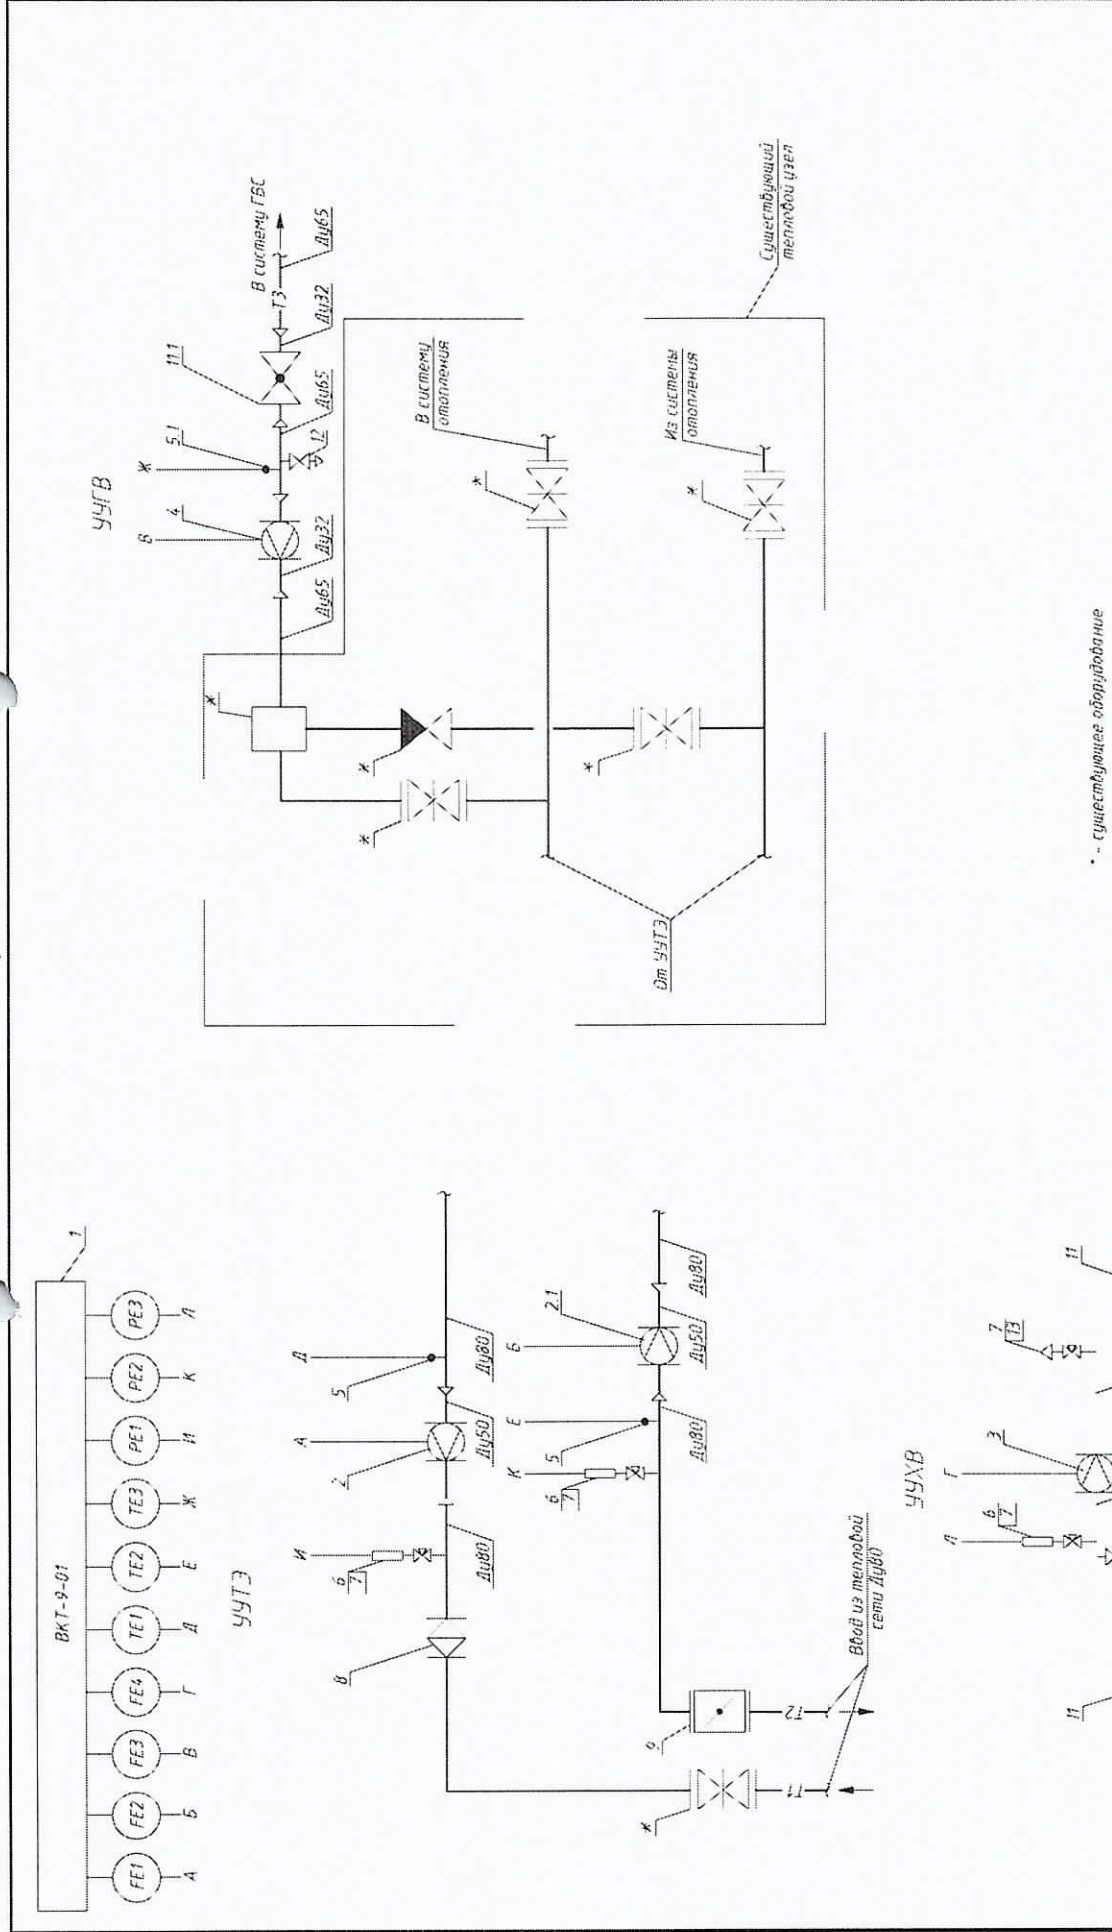 ВКТ-9-01
1
FE1
FE2
FE3
FE4
TE1
TE2
TE3
PE1
PE2
PE3
А
Б
В
Г
Д
Е
Ж
И
К
Л
УУТЭ
И
А
Д
6
7
2
5
8
Ду80
Ду50
Ду80
К
Е
Б
6
7
5
2.1
9
Ду80
Ду50
Ду80
*
Т1
Т2
Ввод из тепловой
сети Ду80
УУГВ
В
Ж
4
5.1
11.1
В систему ГВС
Т3
Ду65
Ду32
12
Ду65
Ду32
Ду65
*
*
*
*
*
*
В систему
отопления
Из системы
отопления
Существующий
тепловой узел
От УУТЭ
УУХВ
Л
Г
6
7
3
7
13
11
11
* - существующее оборудование